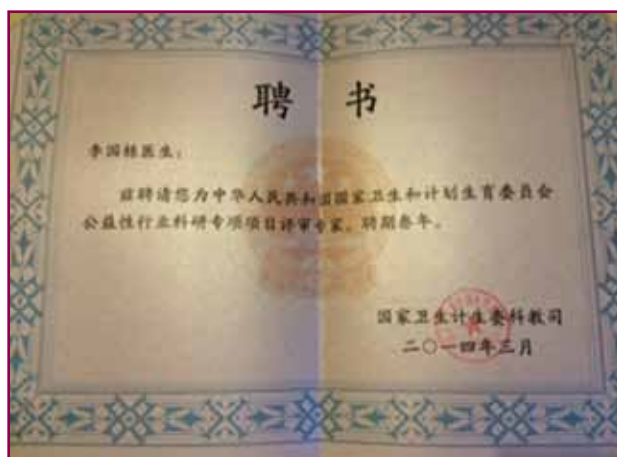 聘 书
李国栋医生：
兹聘请您为中华人民共和国国家卫生和计划生育委员会
公益性行业科研专项项目评审专家。聘期叁年。
国家卫生计生委科教司
二〇一四年三月